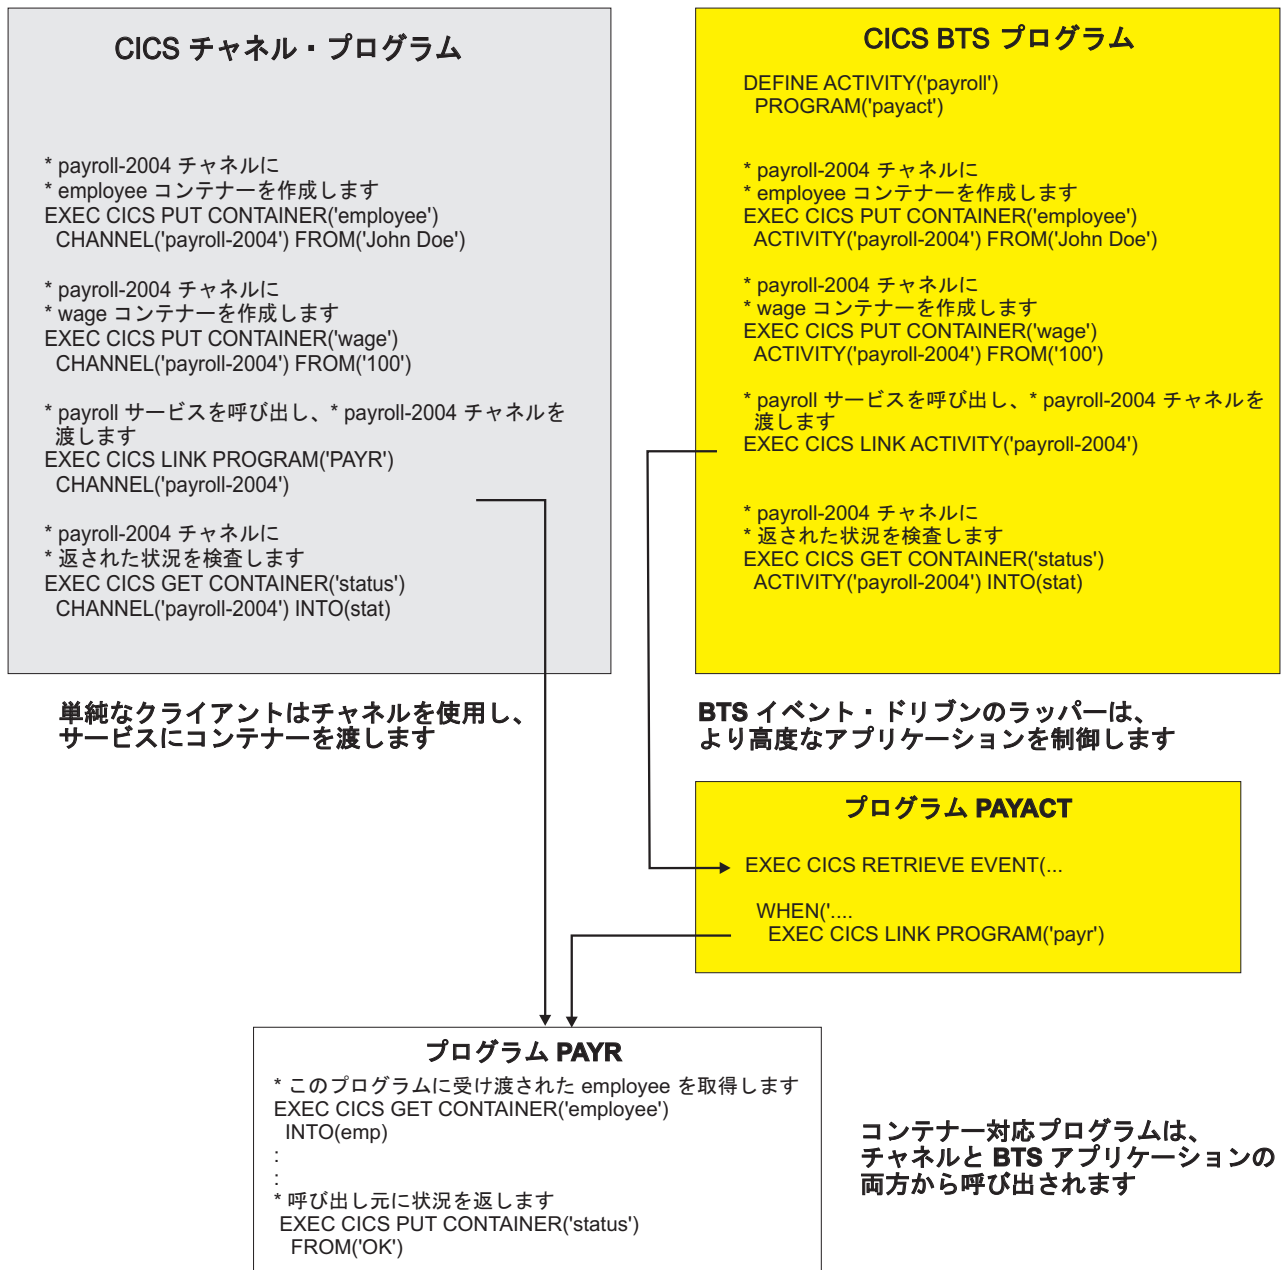 CICS チャネル・プログラム
* payroll-2004 チャネルに
* employee コンテナーを作成します
EXEC CICS PUT CONTAINER('employee')
CHANNEL('payroll-2004') FROM('John Doe')
* payroll-2004 チャネルに
* wage コンテナーを作成します
EXEC CICS PUT CONTAINER('wage')
CHANNEL('payroll-2004') FROM('100')
* payroll サービスを呼び出し、* payroll-2004 チャネルを
渡します
EXEC CICS LINK PROGRAM('PAYR')
CHANNEL('payroll-2004')
* payroll-2004 チャネルに
* 返された状況を検査します
EXEC CICS GET CONTAINER('status')
CHANNEL('payroll-2004') INTO(stat)
単純なクライアントはチャネルを使用し、
サービスにコンテナーを渡します
CICS BTS プログラム
DEFINE ACTIVITY('payroll')
PROGRAM('payact')
* payroll-2004 チャネルに
* employee コンテナーを作成します
EXEC CICS PUT CONTAINER('employee')
ACTIVITY('payroll-2004') FROM('John Doe')
* payroll-2004 チャネルに
* wage コンテナーを作成します
EXEC CICS PUT CONTAINER('wage')
ACTIVITY('payroll-2004') FROM('100')
* payroll サービスを呼び出し、* payroll-2004 チャネルを
渡します
EXEC CICS LINK ACTIVITY('payroll-2004')
* payroll-2004 チャネルに
* 返された状況を検査します
EXEC CICS GET CONTAINER('status')
ACTIVITY('payroll-2004') INTO(stat)
BTS イベント・ドリブンのラッパーは、
より高度なアプリケーションを制御します
プログラム PAYACT
EXEC CICS RETRIEVE EVENT(...
WHEN('....
EXEC CICS LINK PROGRAM('payr')
プログラム PAYR
* このプログラムに受け渡された employee を取得します
EXEC CICS GET CONTAINER('employee')
INTO(emp)
:
:
* 呼び出し元に状況を返します
EXEC CICS PUT CONTAINER('status')
FROM('OK')
コンテナー対応プログラムは、
チャネルと BTS アプリケーションの
両方から呼び出されます